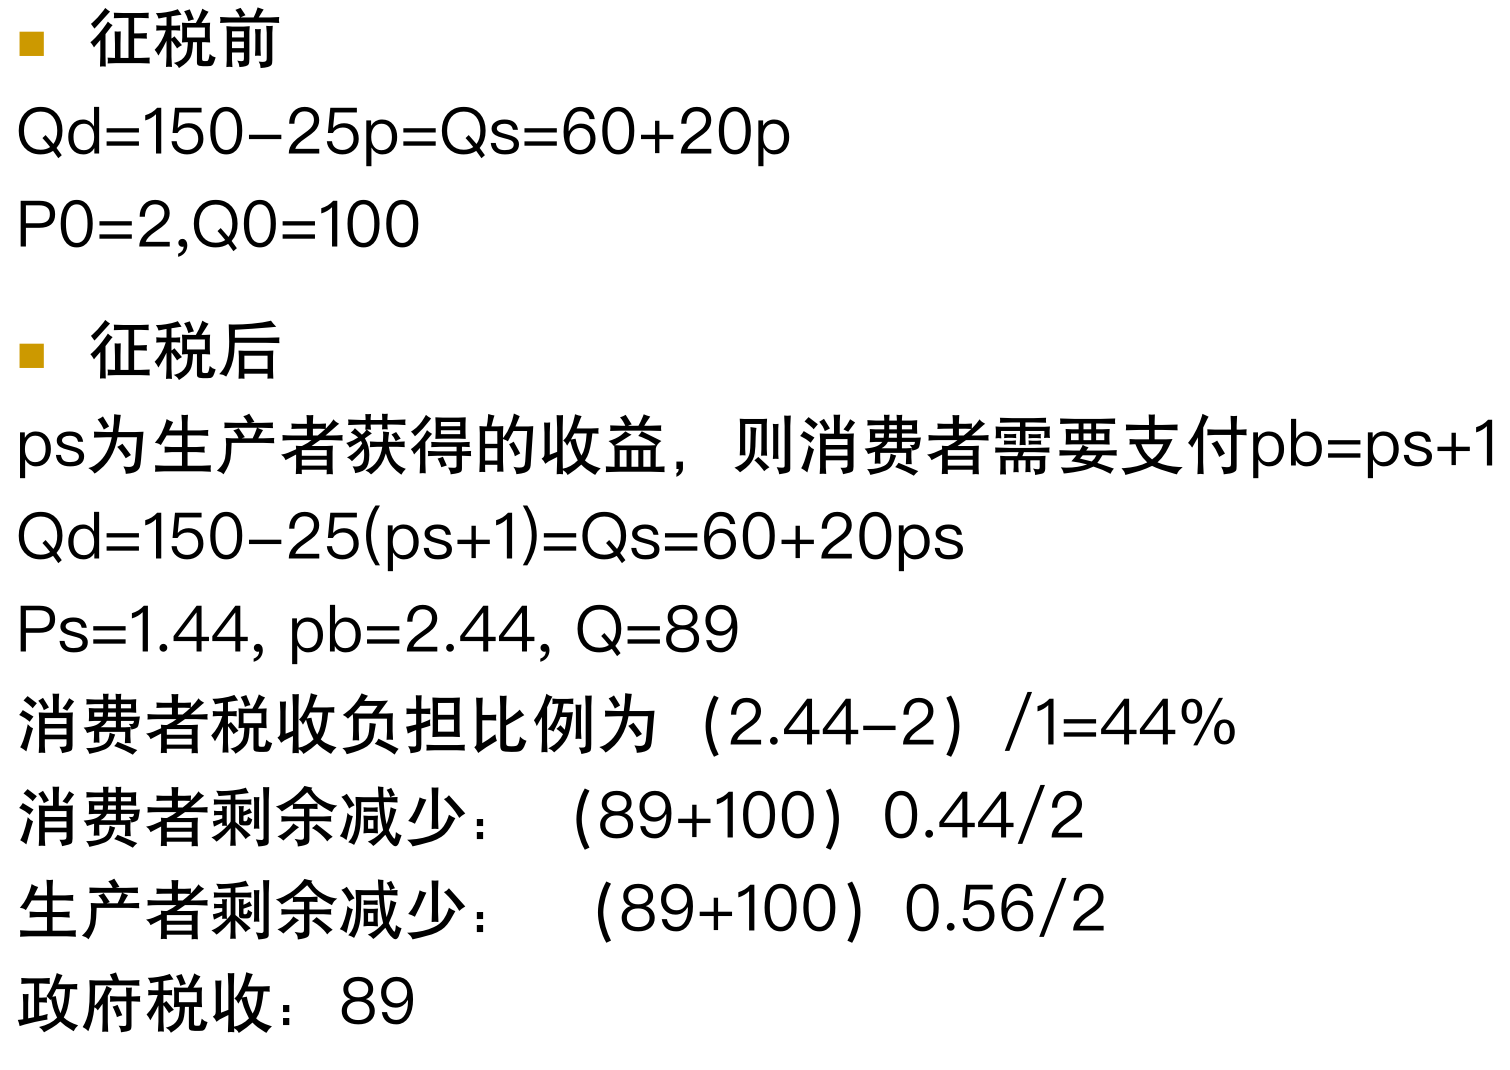 ■ 征税前
Qd=150-25p=Qs=60+20p
P0=2,Q0=100
■ 征税后
ps为生产者获得的收益，则消费者需要支付pb=ps+1
Qd=150-25(ps+1)=Qs=60+20ps
Ps=1.44, pb=2.44, Q=89
消费者税收负担比例为（2.44-2）/1=44%
消费者剩余减少：（89+100）0.44/2
生产者剩余减少：（89+100）0.56/2
政府税收：89